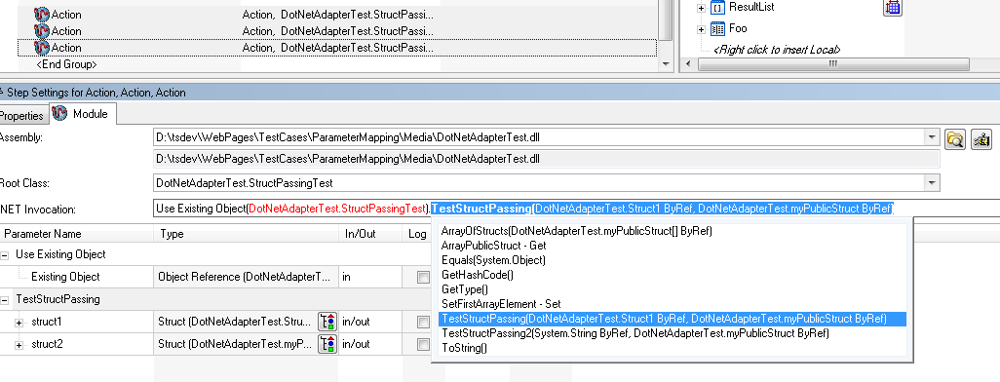 Action Action, DotNetAdapterTest.StructPassi...
Action Action, DotNetAdapterTest.StructPassi...
Action Action, DotNetAdapterTest.StructPassi...
<End Group>
ResultList
Foo
<Right click to insert Local>
Step Settings for Action, Action, Action
Properties Module
Assembly: D:\tsdev\WebPages\TestCases\ParameterMapping\Media\DotNetAdapterTest.dll
D:\tsdev\WebPages\TestCases\ParameterMapping\Media\DotNetAdapterTest.dll
Root Class: DotNetAdapterTest.StructPassingTest
.NET Invocation: Use Existing Object(DotNetAdapterTest.StructPassingTest).TestStructPassing(DotNetAdapterTest.Struct1 ByRef, DotNetAdapterTest.myPublicStruct ByRef)
Parameter Name Type In/Out Log
Use Existing Object
Existing Object Object Reference (DotNetAdapterT... in
TestStructPassing
struct1 Struct (DotNetAdapterTest.Stru... in/out
struct2 Struct (DotNetAdapterTest.myP... in/out
ArrayOfStructs(DotNetAdapterTest.myPublicStruct[] ByRef)
ArrayPublicStruct - Get
Equals(System.Object)
GetHashCode()
GetType()
SetFirstArrayElement - Set
TestStructPassing(DotNetAdapterTest.Struct1 ByRef, DotNetAdapterTest.myPublicStruct ByRef)
TestStructPassing2(System.String ByRef, DotNetAdapterTest.myPublicStruct ByRef)
ToString()